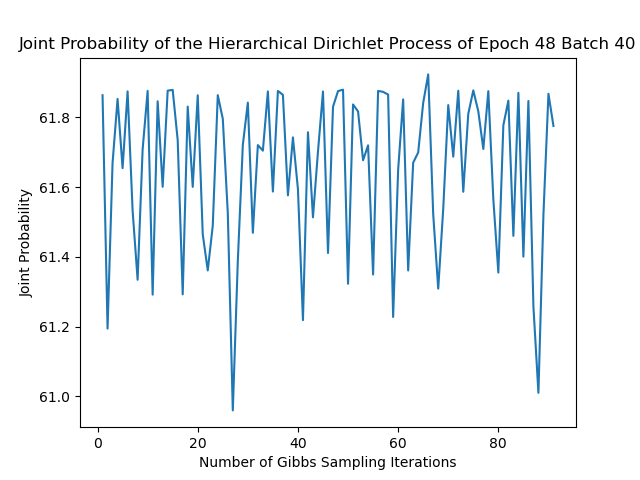 Joint Probability of the Hierarchical Dirichlet Process of Epoch 48 Batch 40
Joint Probability
61.8
61.6
61.4
61.2
61.0
0 20 40 60 80
Number of Gibbs Sampling Iterations